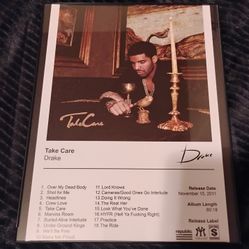 Take Care
Take Care
Drake
Drake
1. Over My Dead Body
2. Shot for Me
3. Headlines
4. Crew Love
5. Take Care
6. Marvins Room
7. Buried Alive Interlude
8. Under Ground Kings
9. We'll Be Fine
10. Make Me Proud
11. Lord Knows
12. Cameras/Good Ones Go Interlude
13. Doing It Wrong
14. The Real Her
15. Look What You've Done
16. HYFR (Hell Ya Fucking Right)
17. Practice
18. The Ride
Release Date
November 15, 2011
Album Length
80:18
Release Label
REPUBLIC